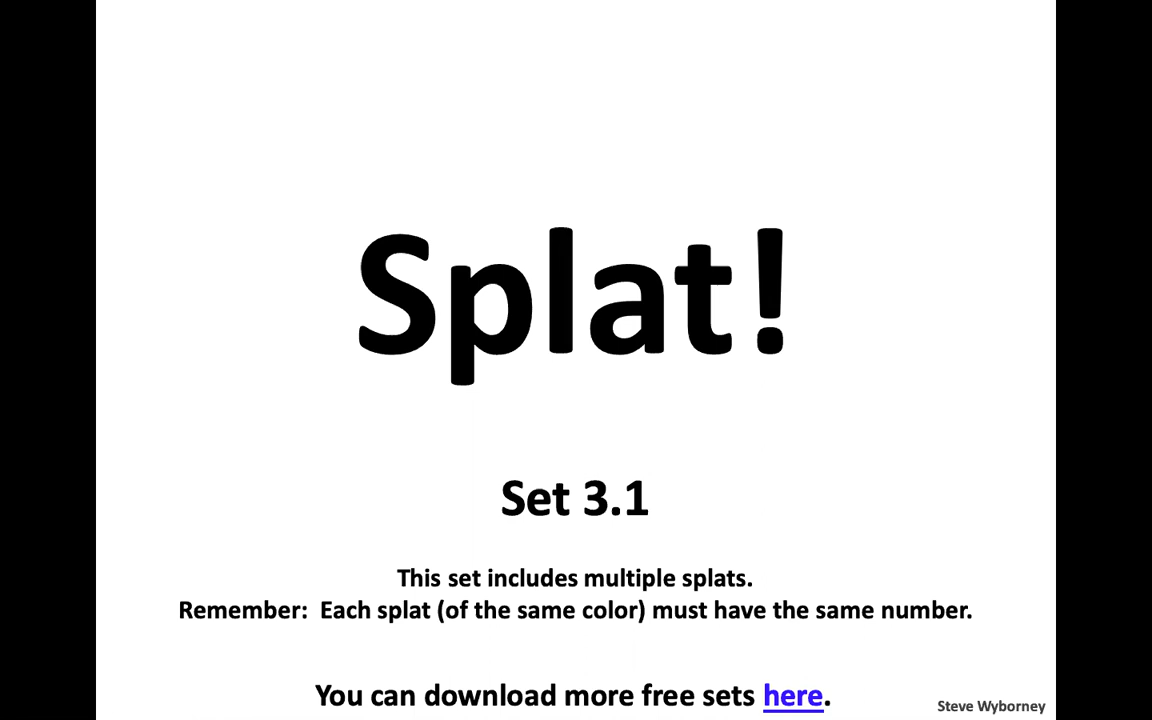 Splat!
Set 3.1
This set includes multiple splats.
Remember:  Each splat (of the same color) must have the same number.
You can download more free sets here.
Steve Wyborney